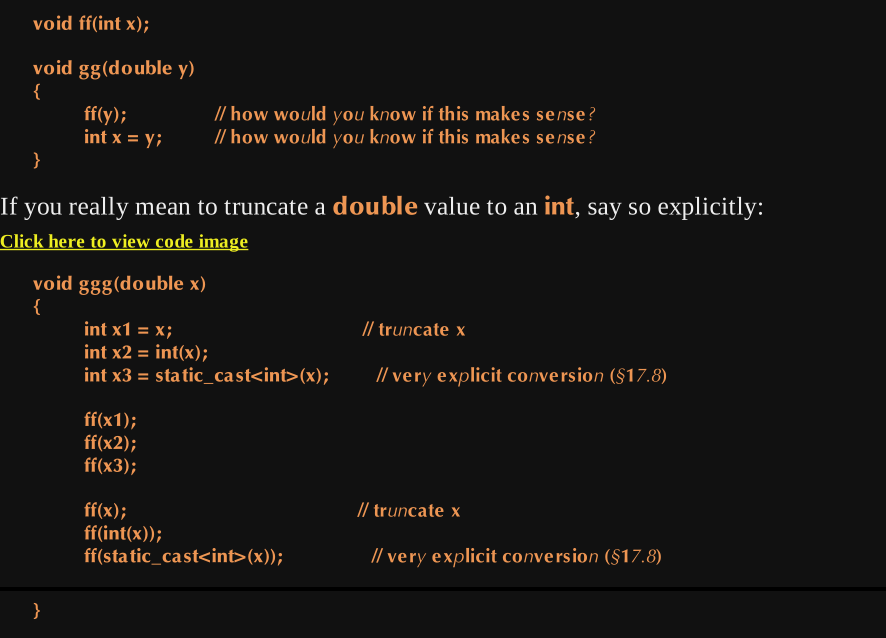 void ff(int x);
void gg(double y)
{
ff(y); // how would you know if this makes sense?
int x = y; // how would you know if this makes sense?
}
If you really mean to truncate a double value to an int, say so explicitly:
Click here to view code image
void ggg(double x)
{
int x1 = x; // truncate x
int x2 = int(x);
int x3 = static_cast<int>(x); // very explicit conversion (§17.8)
ff(x1);
ff(x2);
ff(x3);
ff(x); // truncate x
ff(int(x));
ff(static_cast<int>(x)); // very explicit conversion (§17.8)
}